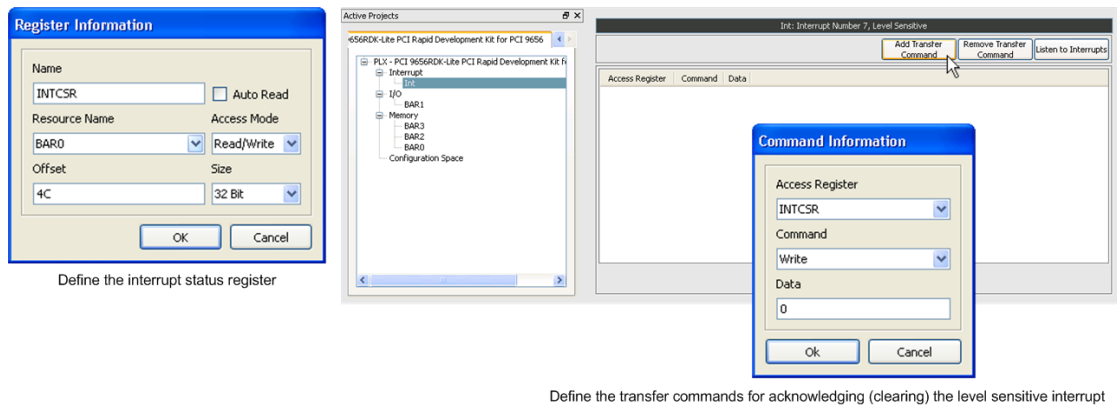 Register Information
Name
INTCSR
Auto Read
Resource Name
Access Mode
BAR0
Read/Write
Offset
Size
4C
32 Bit
OK
Cancel
Define the interrupt status register
Active Projects
9656RDK-Lite PCI Rapid Development Kit for PCI 9656
PLX - PCI 9656RDK-Lite PCI Rapid Development Kit f
Interrupt
Int
I/O
BAR1
Memory
BAR3
BAR2
BAR0
Configuration Space
Int: Interrupt Number 7, Level Sensitive
Add Transfer
Command
Remove Transfer
Command
Listen to Interrupts
Access Register
Command
Data
Command Information
Access Register
INTCSR
Command
Write
Data
0
Ok
Cancel
Define the transfer commands for acknowledging (clearing) the level sensitive interrupt